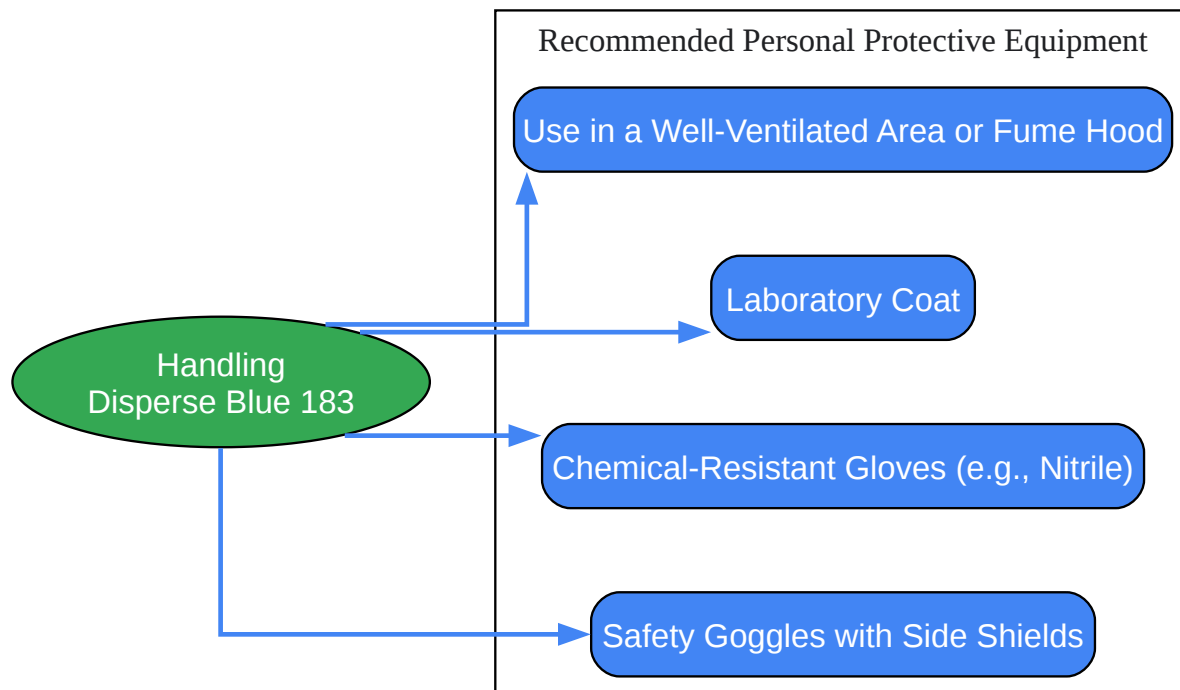 Recommended Personal Protective Equipment
Use in a Well-Ventilated Area or Fume Hood
Laboratory Coat
Handling
Disperse Blue 183
Chemical-Resistant Gloves (e.g., Nitrile)
Safety Goggles with Side Shields